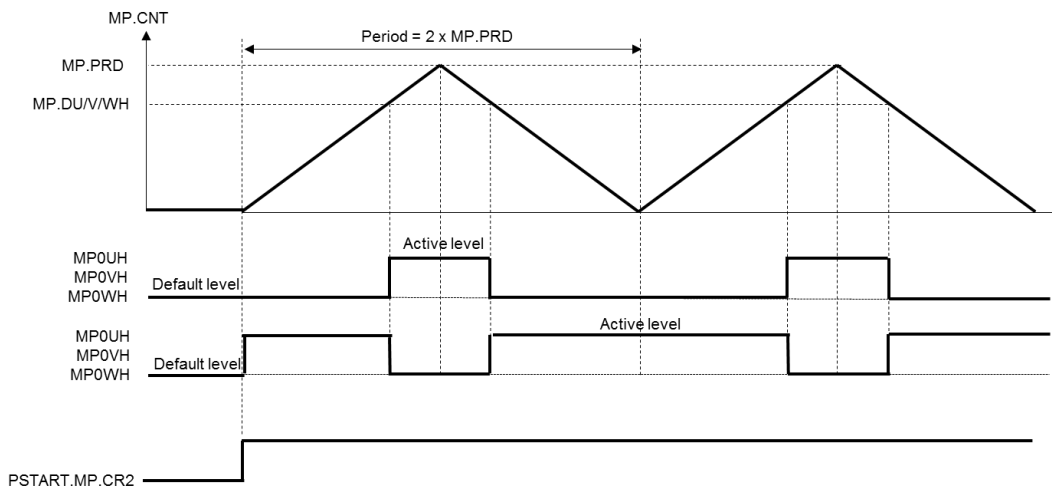 MP.CNT
Period = 2 x MP.PRD
MP.PRD
MP.DU/V/WH
Active level
MP0UH
MP0VH
Default level
MP0WH
Active level
MP0UH
MP0VH
Default level
MP0WH
PSTART.MP.CR2